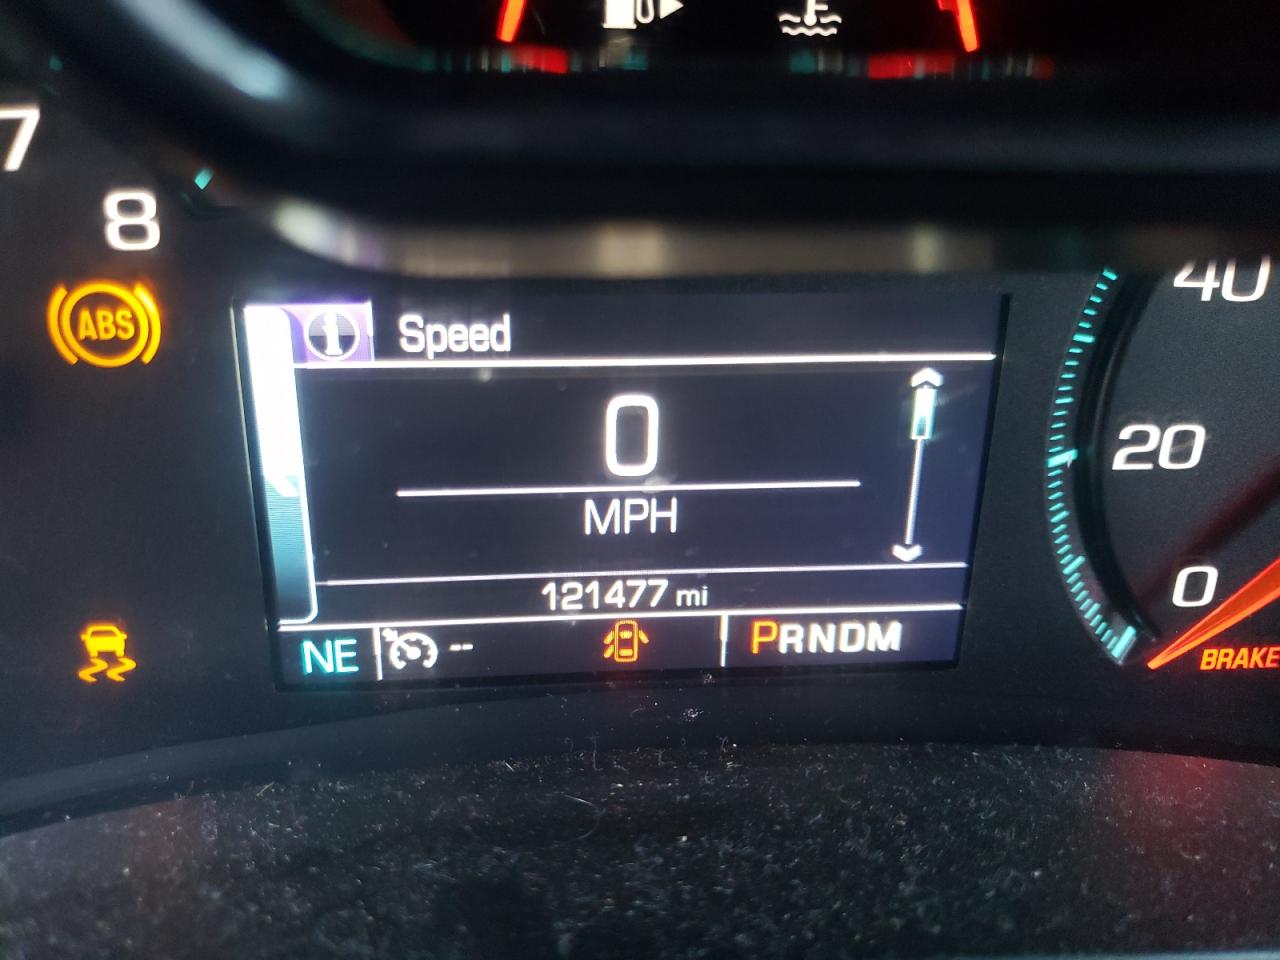 7
8
40
ABS
Speed
0
MPH
20
121477 mi
0
NE
--
PRNDM
BRAKE